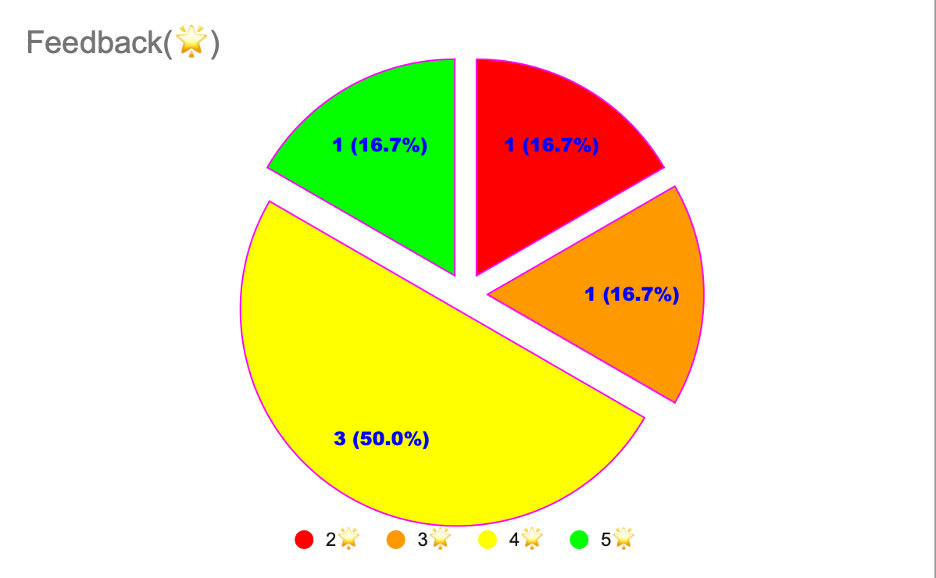 Feedback(🌟)
1 (16.7%) 1 (16.7%)
1 (16.7%)
3 (50.0%)
2🌟 3🌟 4🌟 5🌟